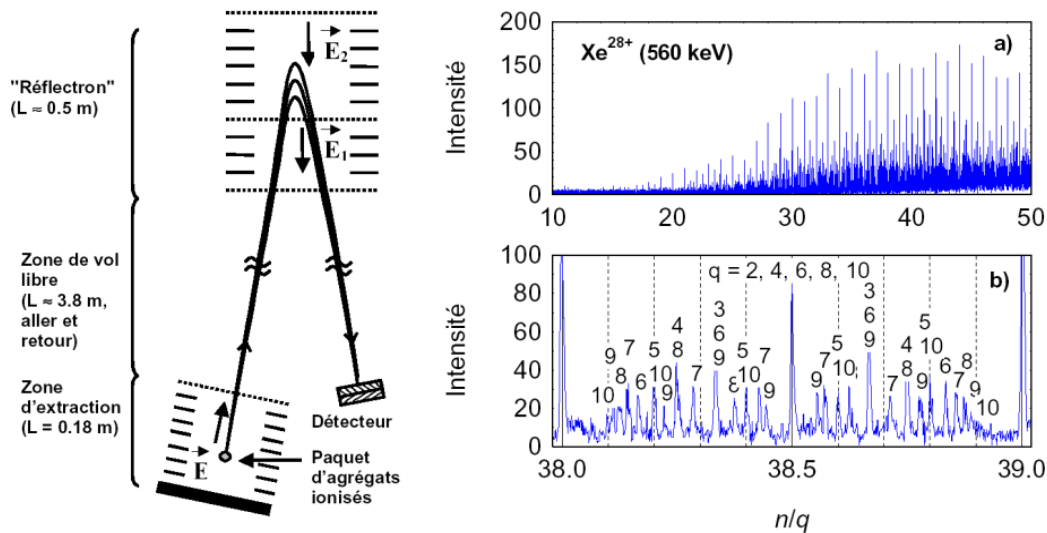 "Réflectron"
(L ≈ 0.5 m)
Zone de vol
libre
(L ≈ 3.8 m,
aller et
retour)
Zone
d'extraction
(L = 0.18 m)
E₂
E₁
E
Détecteur
Paquet
d'agrégats
ionisés
Xe²⁸⁺ (560 keV)
a)
Intensité
200
150
100
50
0
10
20
30
40
50
q = 2, 4, 6, 8, 10
b)
Intensité
100
80
60
40
20
0
10
9
8
7
6
5
10
9
4
8
7
3
6
9
8
5
10
7
9
9
7
5
10
3
6
9
7
4
8
9
5
10
6
7
8
9
10
38.0
38.5
39.0
n/q